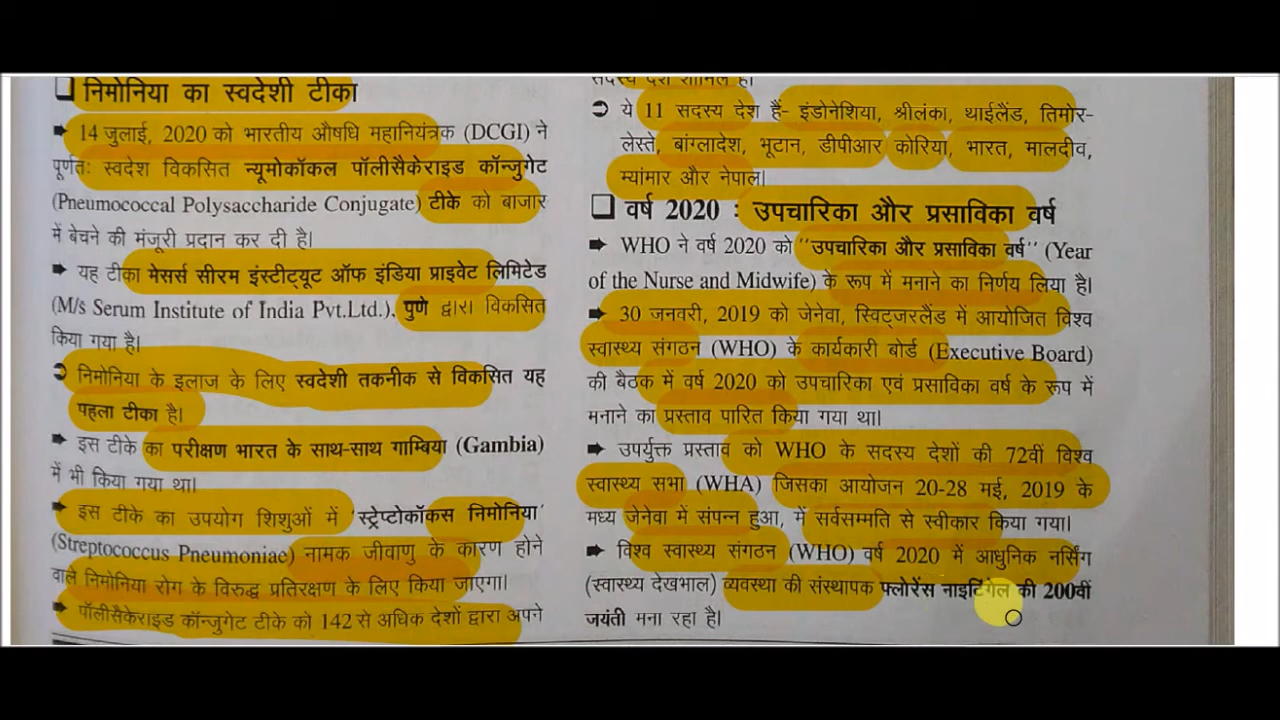 ❑ निमोनिया का स्वदेशी टीका
➡ 14 जुलाई, 2020 को भारतीय औषधि महानियंत्रक (DCGI) ने
पूर्णतः स्वदेश विकसित न्यूमोकॉकल पॉलीसैकेराइड कॉन्जुगेट
(Pneumococcal Polysaccharide Conjugate) टीके को बाजार
में बेचने की मंजूरी प्रदान कर दी है।
➡ यह टीका मेसर्स सीरम इंस्टीट्यूट ऑफ इंडिया प्राइवेट लिमिटेड
(M/s Serum Institute of India Pvt.Ltd.), पुणे द्वारा विकसित
किया गया है।
➲ निमोनिया के इलाज के लिए स्वदेशी तकनीक से विकसित यह
पहला टीका है।
➡ इस टीके का परीक्षण भारत के साथ-साथ गाम्बिया (Gambia)
में भी किया गया था।
➡ इस टीके का उपयोग शिशुओं में 'स्ट्रेप्टोकॉकस निमोनिया'
(Streptococcus Pneumoniae) नामक जीवाणु के कारण होने
वाले निमोनिया रोग के विरुद्ध प्रतिरक्षण के लिए किया जाएगा।
➡ पॉलीसैकेराइड कॉन्जुगेट टीके को 142 से अधिक देशों द्वारा अपने
सदस्य देश शामिल हैं।
➲ ये 11 सदस्य देश हैं- इंडोनेशिया, श्रीलंका, थाईलैंड, तिमोर-
लेस्ते, बांग्लादेश, भूटान, डीपीआर कोरिया, भारत, मालदीव,
म्यांमार और नेपाल।
❑ वर्ष 2020 : उपचारिका और प्रसाविका वर्ष
➡ WHO ने वर्ष 2020 को ''उपचारिका और प्रसाविका वर्ष'' (Year
of the Nurse and Midwife) के रूप में मनाने का निर्णय लिया है।
➡ 30 जनवरी, 2019 को जेनेवा, स्विट्जरलैंड में आयोजित विश्व
स्वास्थ्य संगठन (WHO) के कार्यकारी बोर्ड (Executive Board)
की बैठक में वर्ष 2020 को उपचारिका एवं प्रसाविका वर्ष के रूप में
मनाने का प्रस्ताव पारित किया गया था।
➡ उपर्युक्त प्रस्ताव को WHO के सदस्य देशों की 72वीं विश्व
स्वास्थ्य सभा (WHA) जिसका आयोजन 20-28 मई, 2019 के
मध्य जेनेवा में संपन्न हुआ, में सर्वसम्मति से स्वीकार किया गया।
➡ विश्व स्वास्थ्य संगठन (WHO) वर्ष 2020 में आधुनिक नर्सिंग
(स्वास्थ्य देखभाल) व्यवस्था की संस्थापक फ्लोरेंस नाइटिंगेल की 200वीं
जयंती मना रहा है।